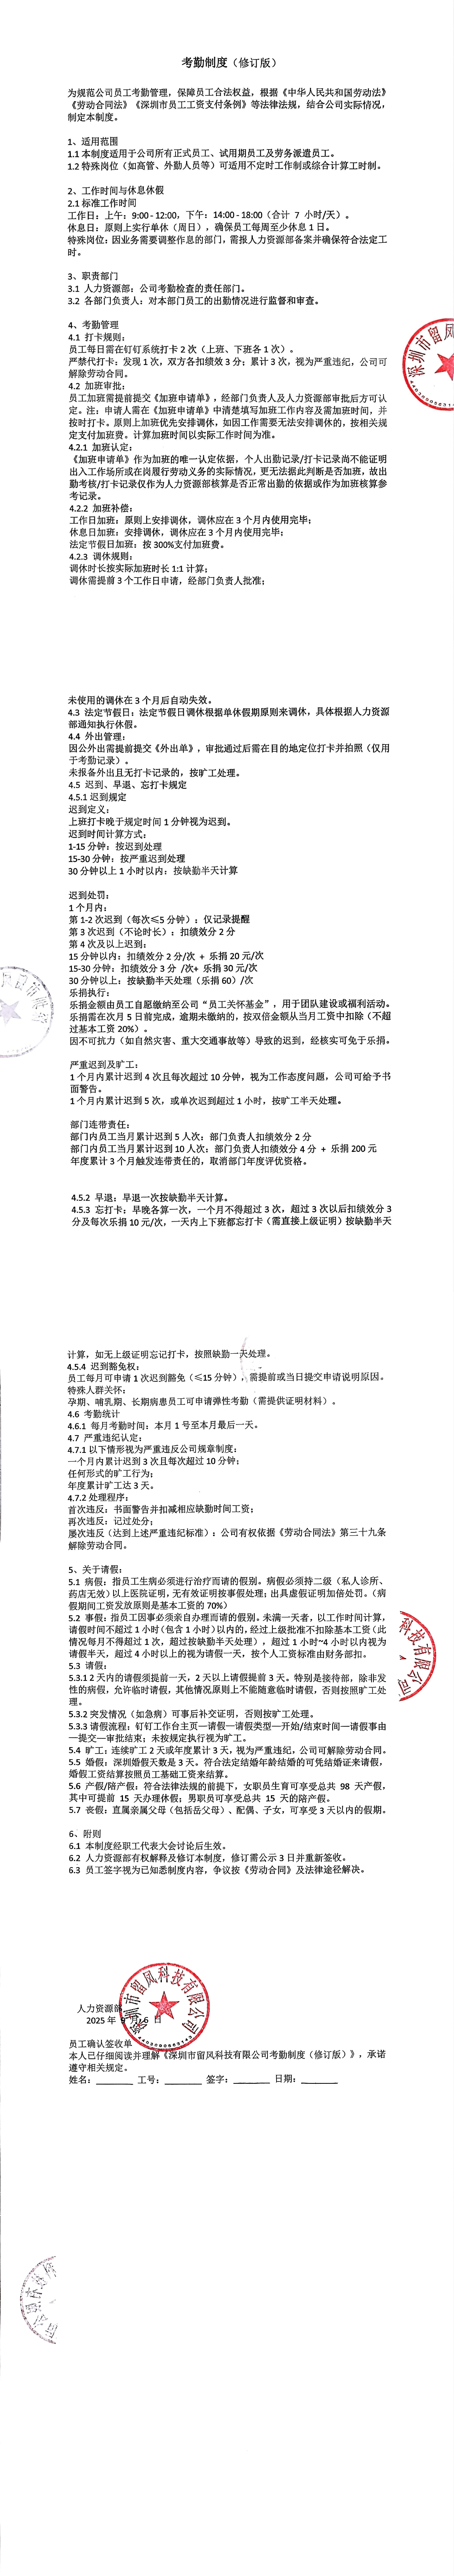 考勤制度（修订版）
为规范公司员工考勤管理，保障员工合法权益，根据《中华人民共和国劳动法》
《劳动合同法》《深圳市员工工资支付条例》等法律法规，结合公司实际情况，
制定本制度。
1、适用范围
1.1 本制度适用于公司所有正式员工、试用期员工及劳务派遣员工。
1.2 特殊岗位（如高管、外勤人员等）可适用不定时工作制或综合计算工时制。
2、工作时间与休息休假
2.1 标准工作时间
工作日：上午：9:00 - 12:00，下午：14:00 - 18:00（合计 7 小时/天）。
休息日：原则上实行单休（周日），确保员工每周至少休息 1 日。
特殊岗位：因业务需要调整作息的部门，需报人力资源部备案并确保符合法定工
时。
3、职责部门
3.1 人力资源部：公司考勤检查的责任部门。
3.2 各部门负责人：对本部门员工的出勤情况进行监督和审查。
4、考勤管理
4.1 打卡规则：
员工每日需在钉钉系统打卡 2 次（上班、下班各 1 次）。
严禁代打卡：发现 1 次，双方各扣绩效 3 分；累计 3 次，视为严重违纪，公司可
解除劳动合同。
4.2 加班审批：
员工加班需提前提交《加班申请单》，经部门负责人及人力资源部审批后方可认
定。注：申请人需在《加班申请单》中清楚填写加班工作内容及需加班时间，并
按时打卡。原则上加班优先安排调休，如因工作需要无法安排调休的，按相关规
定支付加班费。计算加班时间以实际工作时间为准。
4.2.1 加班认定：
《加班申请单》作为加班的唯一认定依据，个人出勤记录/打卡记录尚不能证明
出入工作场所或在岗履行劳动义务的实际情况，更无法据此判断是否加班，故出
勤考核/打卡记录仅作为人力资源部核算是否正常出勤的依据或作为加班核算参
考记录。
4.2.2 加班补偿：
工作日加班：原则上安排调休，调休应在 3 个月内使用完毕；
休息日加班：安排调休，调休应在 3 个月内使用完毕；
法定节假日加班：按 300%支付加班费。
4.2.3 调休规则：
调休时长按实际加班时长 1:1 计算；
调休需提前 3 个工作日申请，经部门负责人批准；
未使用的调休在 3 个月后自动失效。
4.3 法定节假日：法定节假日调休根据单休假期原则来调休，具体根据人力资源
部通知执行休假。
4.4 外出管理：
因公外出需提前提交《外出单》，审批通过后需在目的地定位打卡并拍照（仅用
于考勤记录）。
未报备外出且无打卡记录的，按旷工处理。
4.5 迟到、早退、忘打卡规定
4.5.1 迟到规定
迟到定义：
上班打卡晚于规定时间 1 分钟视为迟到。
迟到时间计算方式：
1-15 分钟：按迟到处理
15-30 分钟：按严重迟到处理
30 分钟以上 1 小时以内：按缺勤半天计算
迟到处罚：
1 个月内：
第 1-2 次迟到（每次≤5 分钟）：仅记录提醒
第 3 次迟到（不论时长）：扣绩效分 2 分
第 4 次及以上迟到：
15 分钟以内：扣绩效分 2 分/次 + 乐捐 20 元/次
15-30 分钟：扣绩效分 3 分 /次+ 乐捐 30 元/次
30 分钟以上：按缺勤半天处理（乐捐 60）/次
乐捐执行：
乐捐金额由员工自愿缴纳至公司“员工关怀基金”，用于团队建设或福利活动。
乐捐需在次月 5 日前完成，逾期未缴纳的，按双倍金额从当月工资中扣除（不超
过基本工资 20%）。
因不可抗力（如自然灾害、重大交通事故等）导致的迟到，经核实可免于乐捐。
严重迟到及旷工：
1 个月内累计迟到 4 次且每次超过 10 分钟，视为工作态度问题，公司可给予书
面警告。
1 个月内累计迟到 5 次，或单次迟到超过 1 小时，按旷工半天处理。
部门连带责任：
部门内员工当月累计迟到 5 人次：部门负责人扣绩效分 2 分
部门内员工当月累计迟到 10 人次：部门负责人扣绩效分 4 分 + 乐捐 200 元
年度累计 3 个月触发连带责任的，取消部门年度评优资格。
4.5.2 早退：早退一次按缺勤半天计算。
4.5.3 忘打卡：早晚各算一次，一个月不得超过 3 次，超过 3 次以后扣绩效分 3
分及每次乐捐 10 元/次，一天内上下班都忘打卡（需直接上级证明）按缺勤半天
计算，如无上级证明忘记打卡，按照缺勤一天处理。
4.5.4 迟到豁免权：
员工每月可申请 1 次迟到豁免（≤15 分钟），需提前或当日提交申请说明原因。
特殊人群关怀：
孕期、哺乳期、长期病患员工可申请弹性考勤（需提供证明材料）。
4.6 考勤统计
4.6.1 每月考勤时间：本月 1 号至本月最后一天。
4.7 严重违纪认定：
4.7.1 以下情形视为严重违反公司规章制度：
一个月内累计迟到 3 次且每次超过 10 分钟；
任何形式的旷工行为；
年度累计旷工达 3 天。
4.7.2 处理程序：
首次违反：书面警告并扣减相应缺勤时间工资；
再次违反：记过处分；
屡次违反（达到上述严重违纪标准）：公司有权依据《劳动合同法》第三十九条
解除劳动合同。
5、关于请假：
5.1 病假：指员工生病必须进行治疗而请的假别。病假必须持二级（私人诊所、
药店无效）以上医院证明，无有效证明按事假处理；出具虚假证明加倍处罚。（病
假期间工资发放原则是基本工资的 70%）
5.2 事假：指员工因事必须亲自办理而请的假别。未满一天者，以工作时间计算，
请假时间不超过 1 小时（包含 1 小时）以内的，经过上级批准不扣除基本工资（此
情况每月不得超过 1 次，超过按缺勤半天处理），超过 1 小时~4 小时以内视为
请假半天，超过 4 小时以上的视为请假一天，按个人工资标准由财务部扣。
5.3 请假：
5.3.1 2 天内的请假须提前一天，2 天以上请假提前 3 天。特别是接待部，除非发
性的病假，允许临时请假，其他情况原则上不能随意临时请假，否则按照旷工处
理。
5.3.2 突发情况（如急病）可事后补交证明，否则按旷工处理。
5.3.3 请假流程：钉钉工作台主页—请假—请假类型—开始/结束时间—请假事由
—提交—审批结束；未按规定执行视为旷工。
5.4 旷工：连续旷工 2 天或年度累计 3 天，视为严重违纪，公司可解除劳动合同。
5.5 婚假：深圳婚假天数是 3 天。符合法定结婚年龄结婚的可凭结婚证来请假，
婚假工资结算按照员工基础工资来结算。
5.6 产假/陪产假：符合法律法规的前提下，女职员生育可享受总共 98 天产假，
其中可提前 15 天办理休假；男职员可享受总共 15 天的陪产假。
5.7 丧假：直属亲属父母（包括岳父母）、配偶、子女，可享受 3 天以内的假期。
6、附则
6.1 本制度经职工代表大会讨论后生效。
6.2 人力资源部有权解释及修订本制度，修订需公示 3 日并重新签收。
6.3 员工签字视为已知悉制度内容，争议按《劳动合同》及法律途径解决。
深圳市留风科技有限公司
人力资源部
2025 年 9 月 6 日
员工确认签收单
本人已仔细阅读并理解《深圳市留风科技有限公司考勤制度（修订版）》，承诺
遵守相关规定。
姓名：________ 工号：________ 签字：________ 日期：________